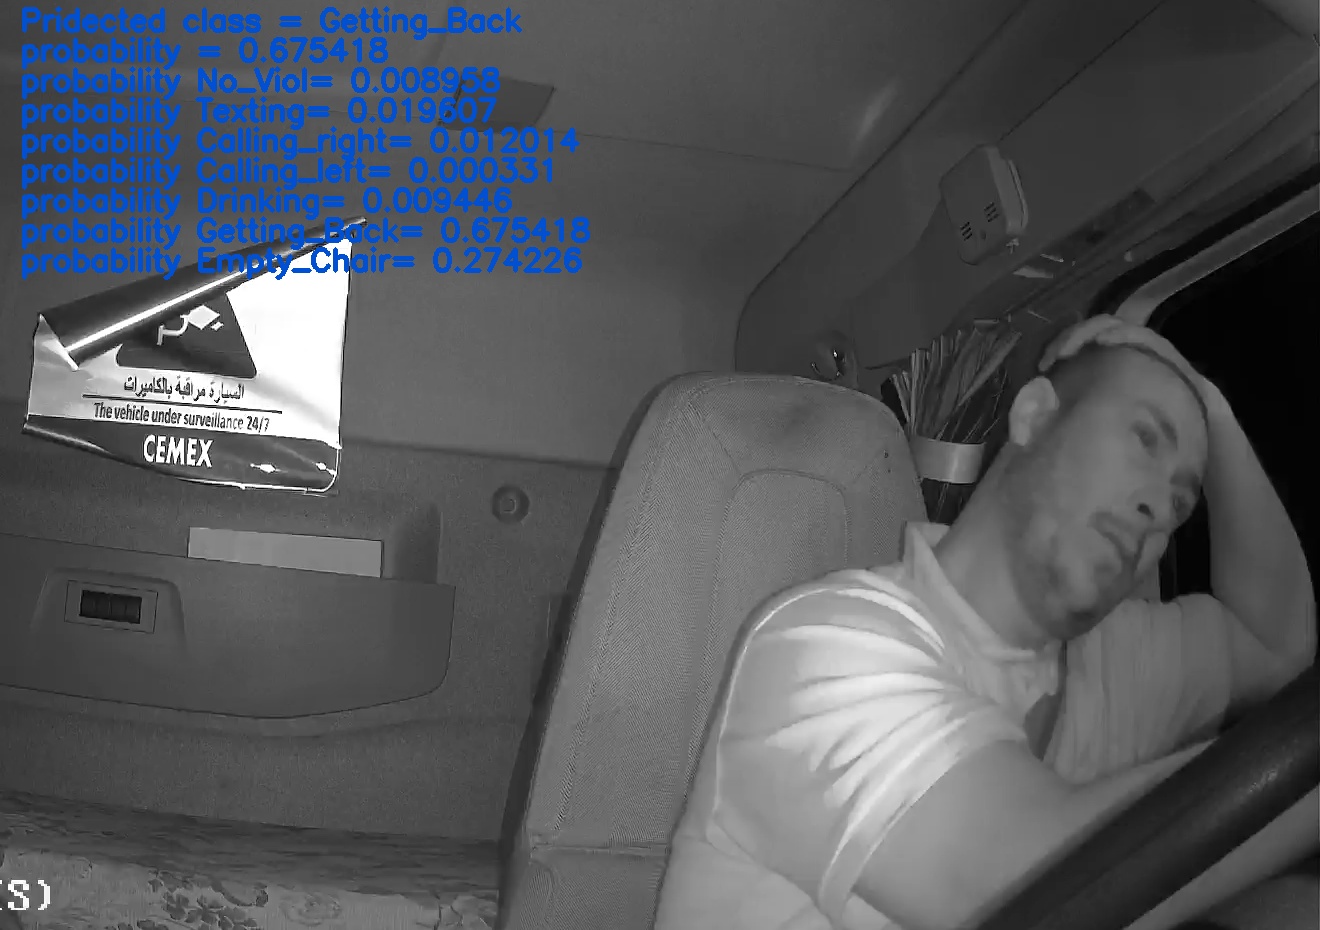 Pridected class = Getting_Back
probability = 0.675418
probability No_Viol= 0.008958
probability Texting= 0.019607
probability Calling_right= 0.012014
probability Calling_left= 0.000331
probability Drinking= 0.009446
probability Getting_Back= 0.675418
probability Empty_Chair= 0.274226
السيارة مراقبة بالكاميرات
The vehicle under surveillance 24/7
CEMEX
S)